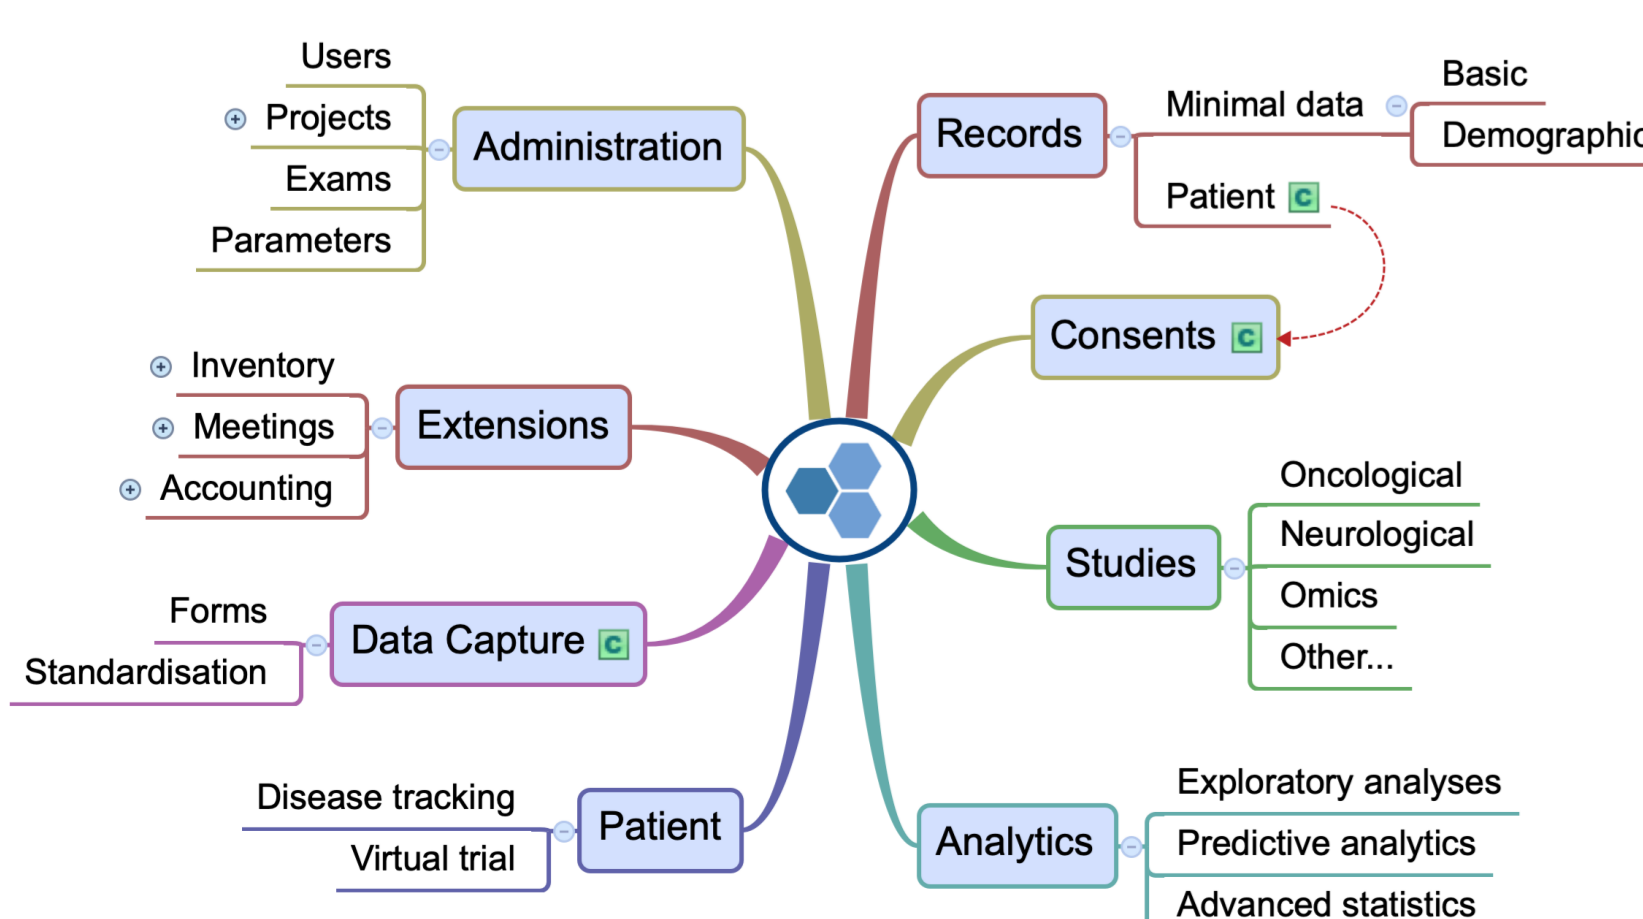 Users
Projects
Exams
Parameters
Administration
Inventory
Meetings
Accounting
Extensions
Forms
Standardisation
Data Capture C
Disease tracking
Virtual trial
Patient
Records
Minimal data
Basic
Demographic
Patient C
Consents C
Studies
Oncological
Neurological
Omics
Other...
Analytics
Exploratory analyses
Predictive analytics
Advanced statistics